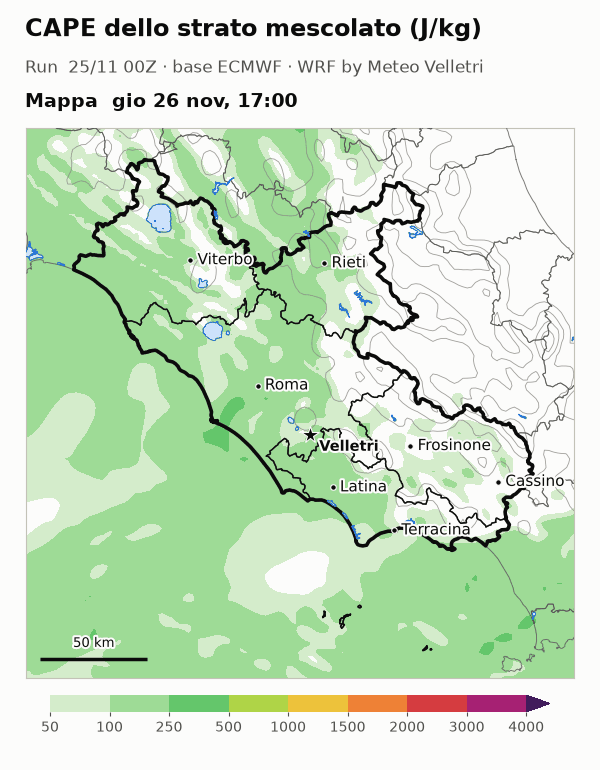 CAPE dello strato mescolato (J/kg)
Run  25/11 00Z · base ECMWF · WRF by Meteo Velletri
Mappa  gio 26 nov, 17:00
Viterbo
Rieti
Roma
Velletri
Frosinone
Cassino
Latina
Terracina
50 km
50 100 250 500 1000 1500 2000 3000 4000